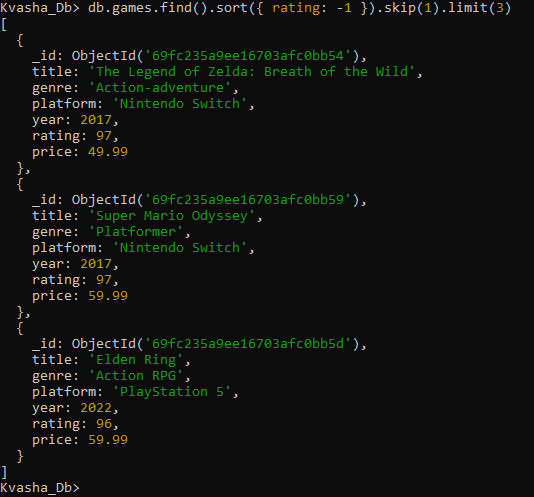 Kvasha_Db> db.games.find().sort({ rating: -1 }).skip(1).limit(3)
[
  {
    _id: ObjectId('69fc235a9ee16703afc0bb54'),
    title: 'The Legend of Zelda: Breath of the Wild',
    genre: 'Action-adventure',
    platform: 'Nintendo Switch',
    year: 2017,
    rating: 97,
    price: 49.99
  },
  {
    _id: ObjectId('69fc235a9ee16703afc0bb59'),
    title: 'Super Mario Odyssey',
    genre: 'Platformer',
    platform: 'Nintendo Switch',
    year: 2017,
    rating: 97,
    price: 59.99
  },
  {
    _id: ObjectId('69fc235a9ee16703afc0bb5d'),
    title: 'Elden Ring',
    genre: 'Action RPG',
    platform: 'PlayStation 5',
    year: 2022,
    rating: 96,
    price: 59.99
  }
]
Kvasha_Db>